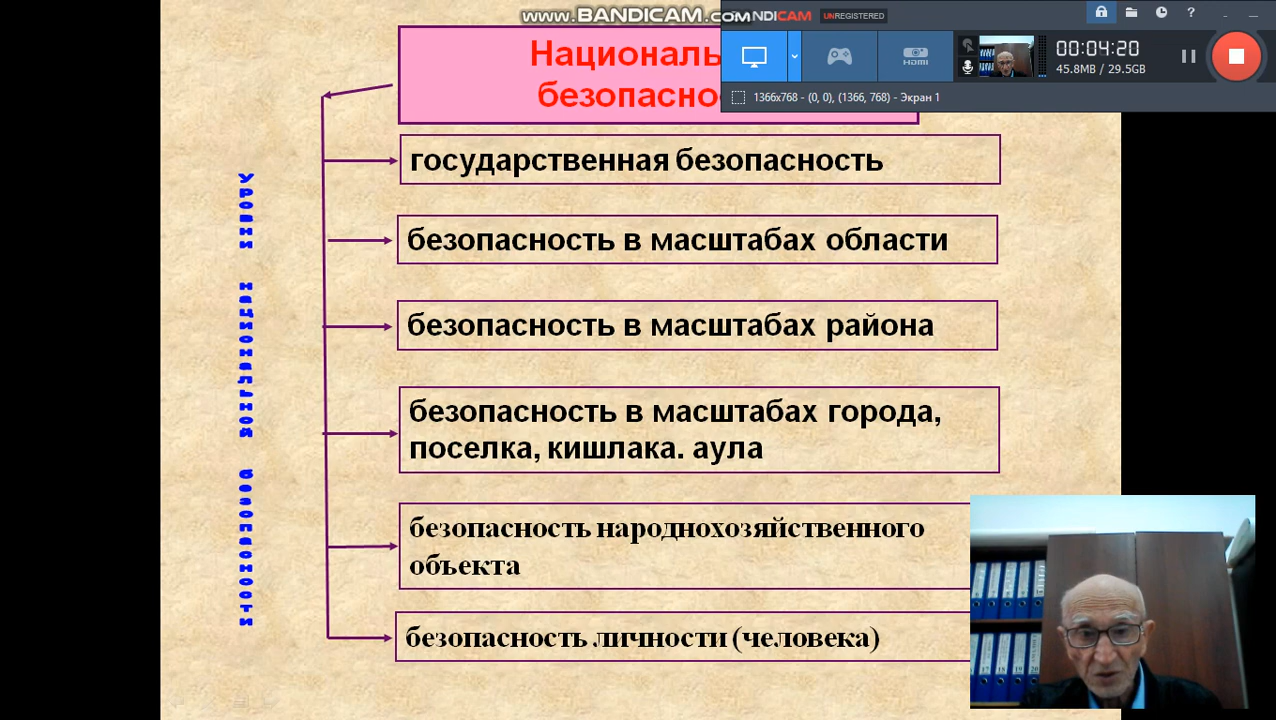 www.BANDICAM.com
NDICAM UNREGISTERED
?
00:04:20
45.8MB / 29.5GB
HDMI
1366x768 - (0, 0), (1366, 768) - Экран 1
Националь
безопасно
государственная безопасность
безопасность в масштабах области
безопасность в масштабах района
безопасность в масштабах города,
поселка, кишлака. аула
безопасность народнохозяйственного
объекта
безопасность личности (человека)
Уровни национальной безопасности